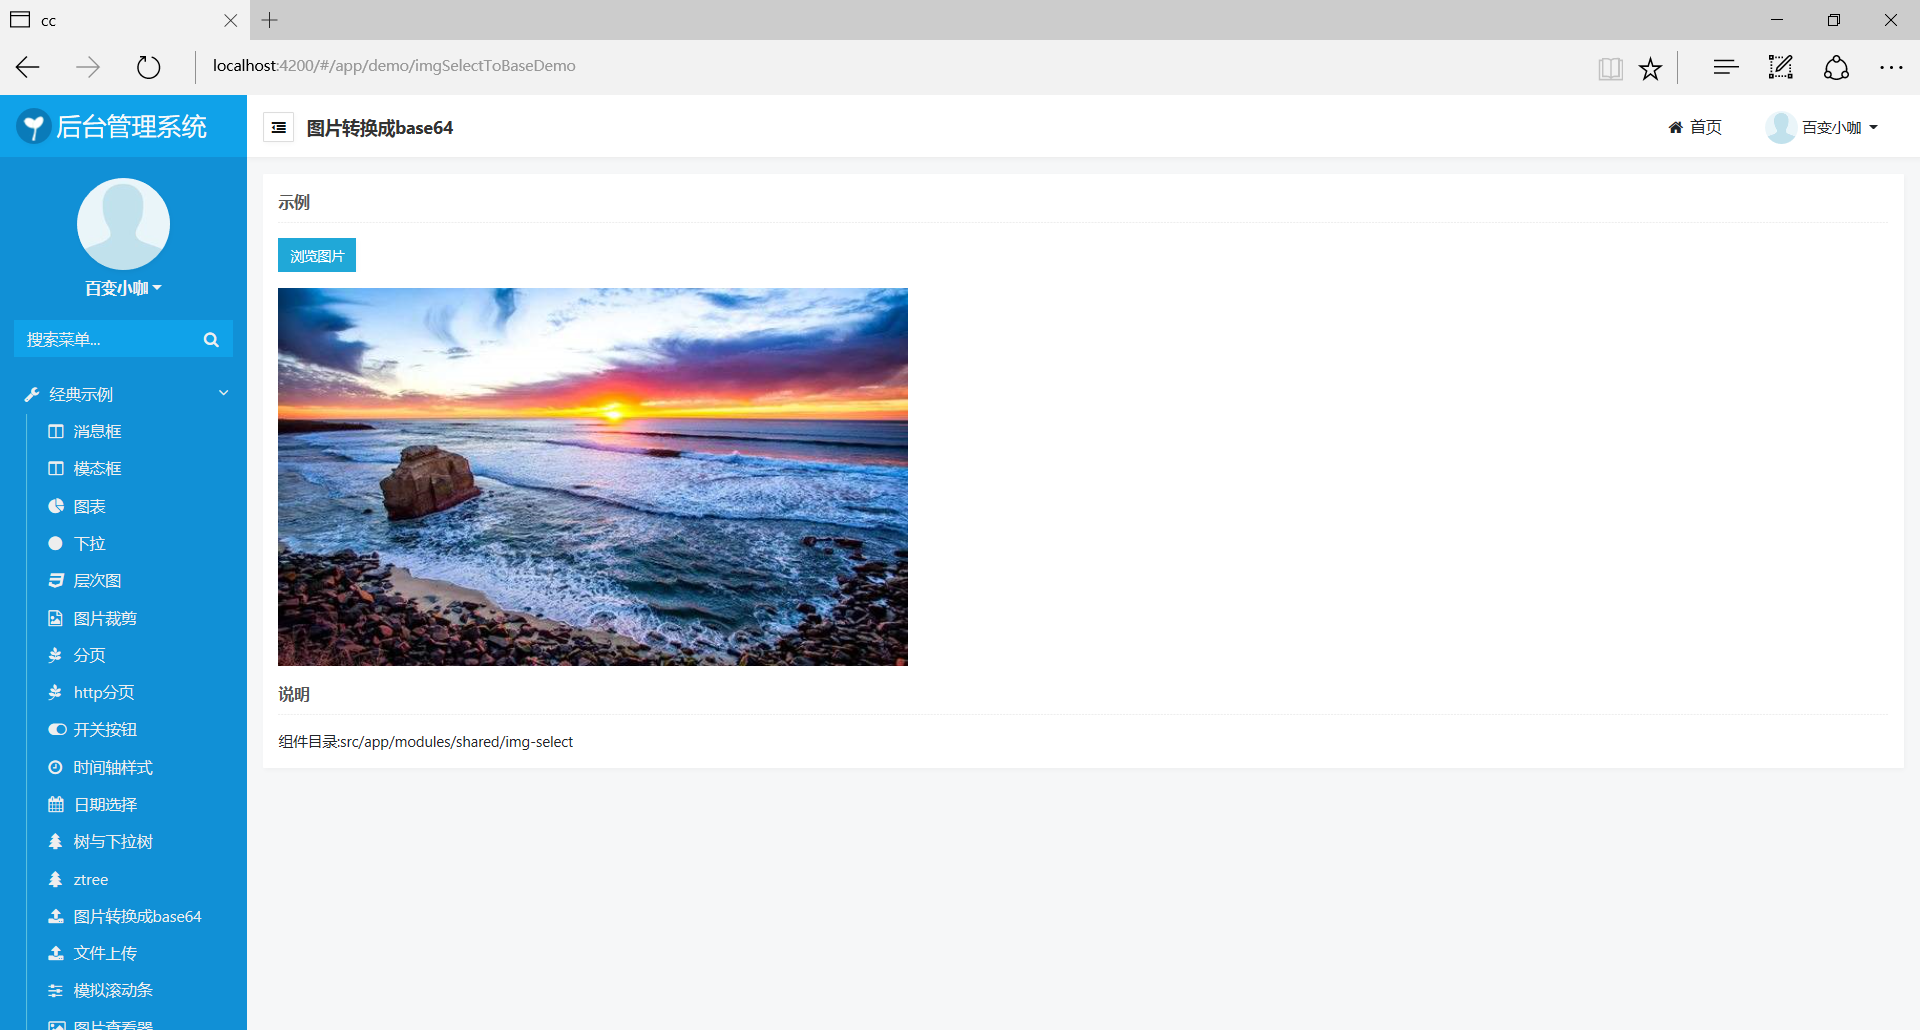 cc
localhost:4200/#/app/demo/imgSelectToBaseDemo
后台管理系统
图片转换成base64
首页
百变小咖
百变小咖
搜索菜单...
经典示例
消息框
模态框
图表
下拉
层次图
图片裁剪
分页
http分页
开关按钮
时间轴样式
日期选择
树与下拉树
ztree
图片转换成base64
文件上传
模拟滚动条
图片查看器
示例
浏览图片
说明
组件目录:src/app/modules/shared/img-select